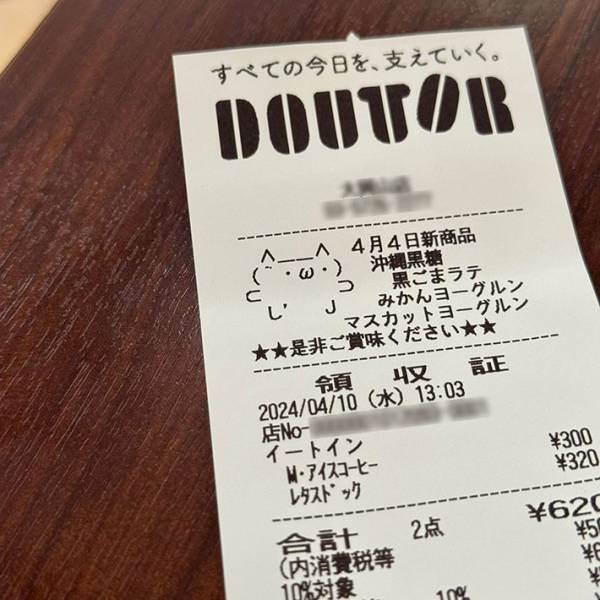 すべての今日を、支えていく。
DOUTOR
4月4日新商品
沖縄黒糖
黒ごまラテ
みかんヨーグルン
マスカットヨーグルン
★★是非ご賞味ください★★
領収証
2024/04/10 (水) 13:03
店No-
イートイン
M・アイスコーヒー ¥300
レタスドック ¥320
合計 2点 ¥620
(内消費税等
10%対象
10%